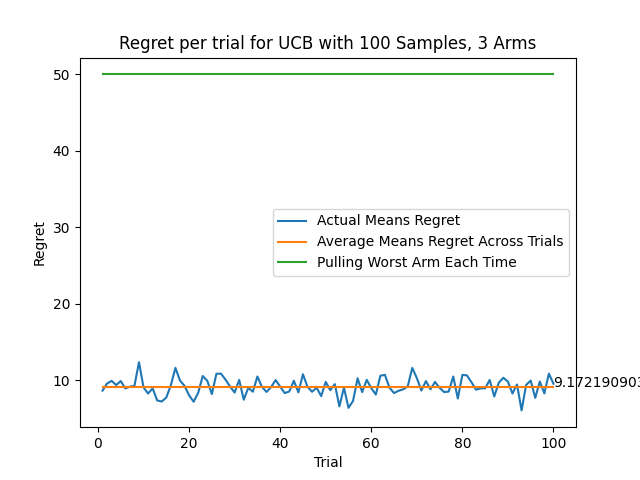 Regret per trial for UCB with 100 Samples, 3 Arms
50
40
30
20
10
Regret
Actual Means Regret
Average Means Regret Across Trials
Pulling Worst Arm Each Time
9.172190903
0
20
40
60
80
100
Trial